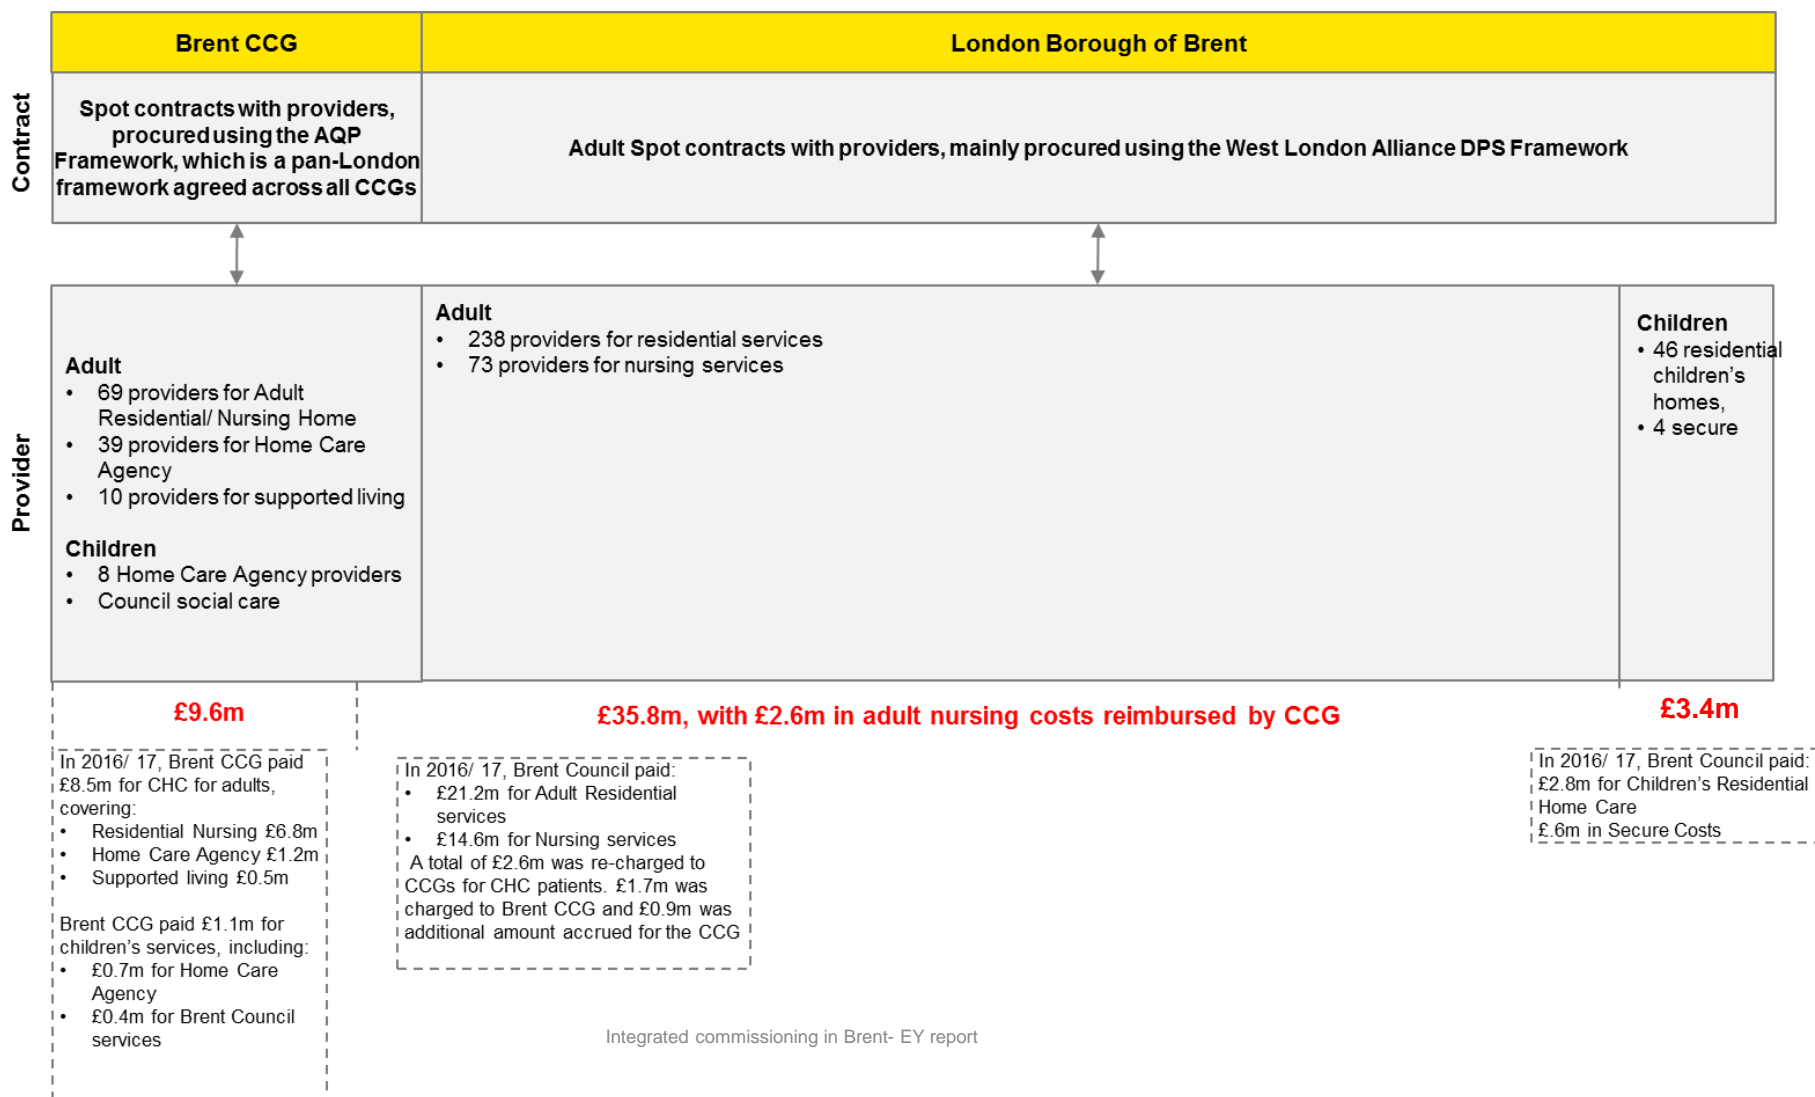 Brent CCG
London Borough of Brent
Contract
Spot contracts with providers,
procured using the AQP
Framework, which is a pan-London
framework agreed across all CCGs
Adult Spot contracts with providers, mainly procured using the West London Alliance DPS Framework
Provider
Adult
• 69 providers for Adult
Residential/ Nursing Home
• 39 providers for Home Care
Agency
• 10 providers for supported living
Children
• 8 Home Care Agency providers
• Council social care
Adult
• 238 providers for residential services
• 73 providers for nursing services
Children
• 46 residential
children's
homes,
• 4 secure
£9.6m
£35.8m, with £2.6m in adult nursing costs reimbursed by CCG
£3.4m
In 2016/ 17, Brent CCG paid
£8.5m for CHC for adults,
covering:
• Residential Nursing £6.8m
• Home Care Agency £1.2m
• Supported living £0.5m
Brent CCG paid £1.1m for
children's services, including:
• £0.7m for Home Care
Agency
• £0.4m for Brent Council
services
In 2016/ 17, Brent Council paid:
• £21.2m for Adult Residential
services
• £14.6m for Nursing services
A total of £2.6m was re-charged to
CCGs for CHC patients. £1.7m was
charged to Brent CCG and £0.9m was
additional amount accrued for the CCG
In 2016/ 17, Brent Council paid:
£2.8m for Children's Residential
Home Care
£.6m in Secure Costs
Integrated commissioning in Brent- EY report